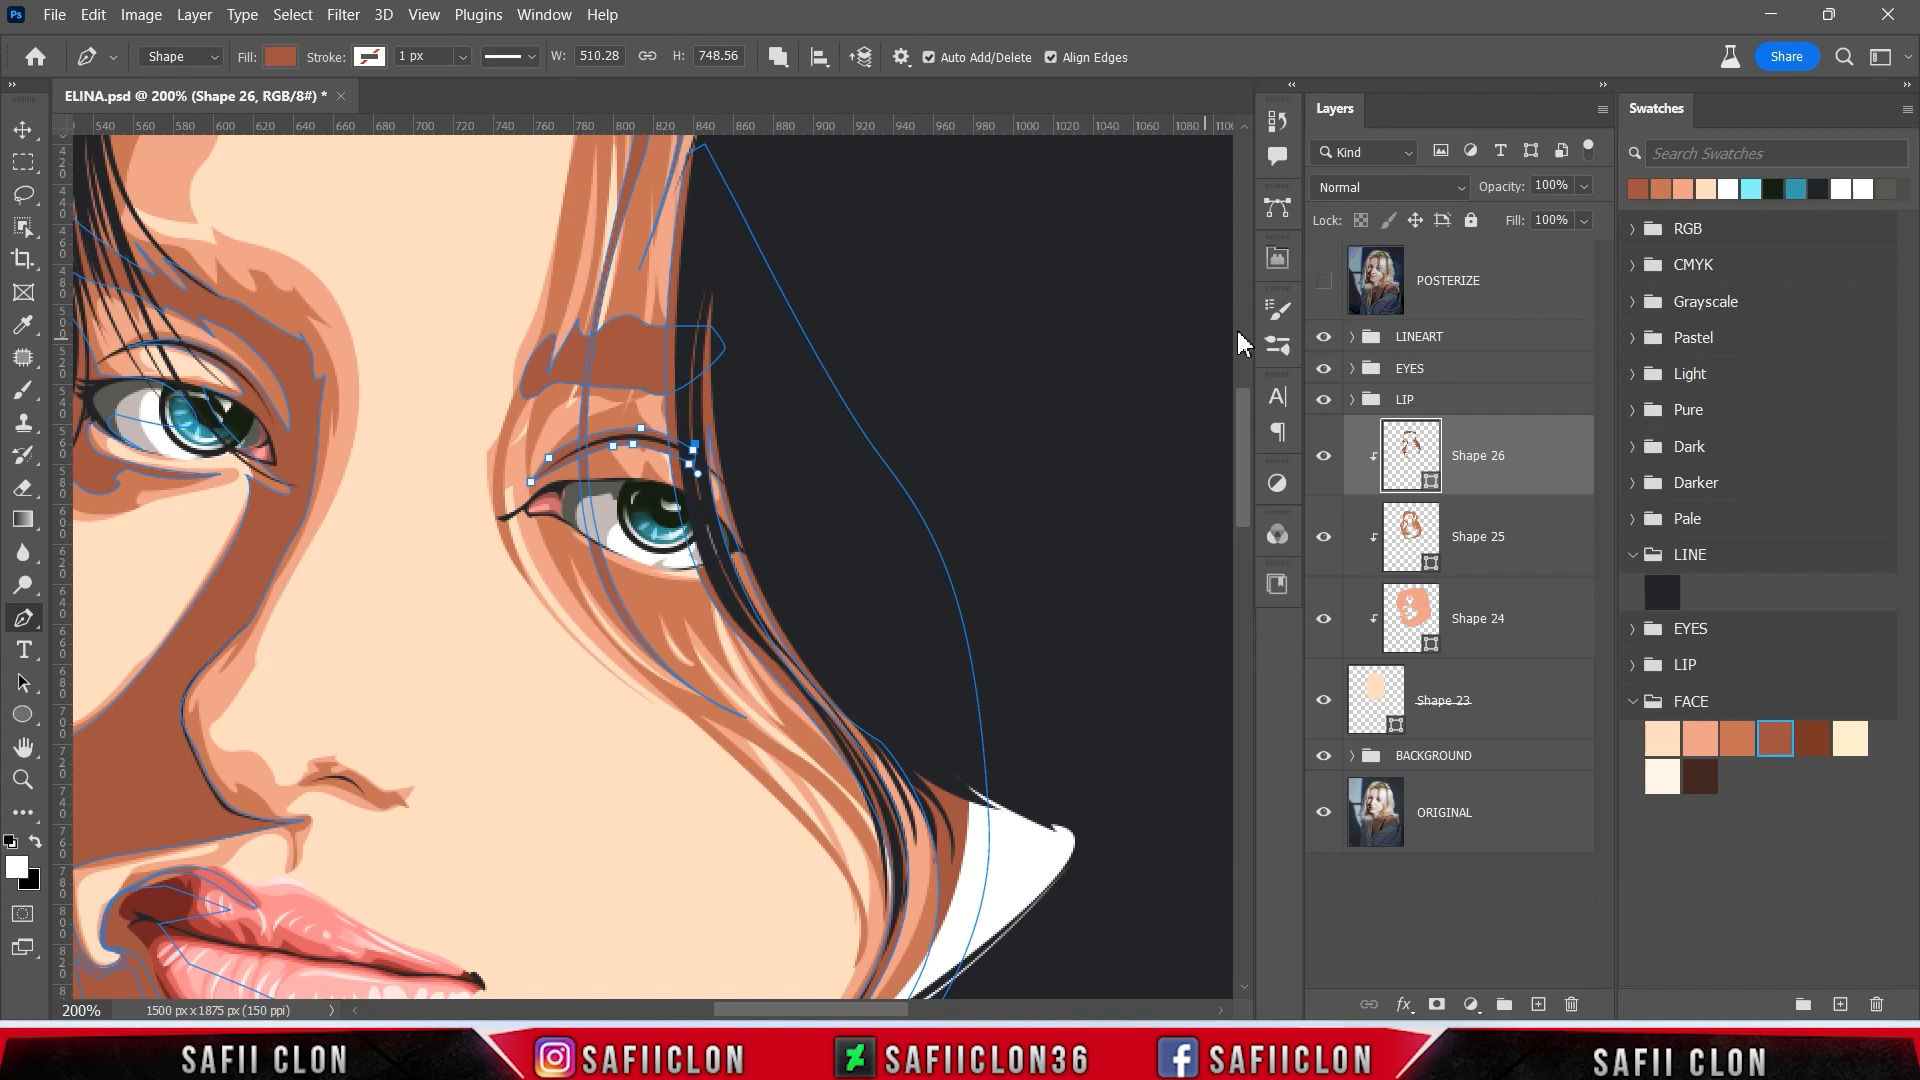 Ps File Edit Image Layer Type Select Filter 3D View Plugins Window Help
Shape Fill: Stroke: 1 px W: 510.28 H: 748.56 Auto Add/Delete Align Edges Share
ELINA.psd @ 200% (Shape 26, RGB/8#) *
540 560 580 600 620 640 660 680 700 720 740 760 780 800 820 840 860 880 900 920 940 960 980 1000 1020 1040 1060 1080 1100
Layers
Kind
Normal Opacity: 100%
Lock: Fill: 100%
POSTERIZE
LINEART
EYES
LIP
Shape 26
Shape 25
Shape 24
Shape 23
BACKGROUND
ORIGINAL
Swatches
Search Swatches
RGB
CMYK
Grayscale
Pastel
Light
Pure
Dark
Darker
Pale
LINE
EYES
LIP
FACE
200% 1500 px x 1875 px (150 ppi)
SAFII CLON SAFIICLON SAFIICLON36 SAFIICLON SAFII CLON